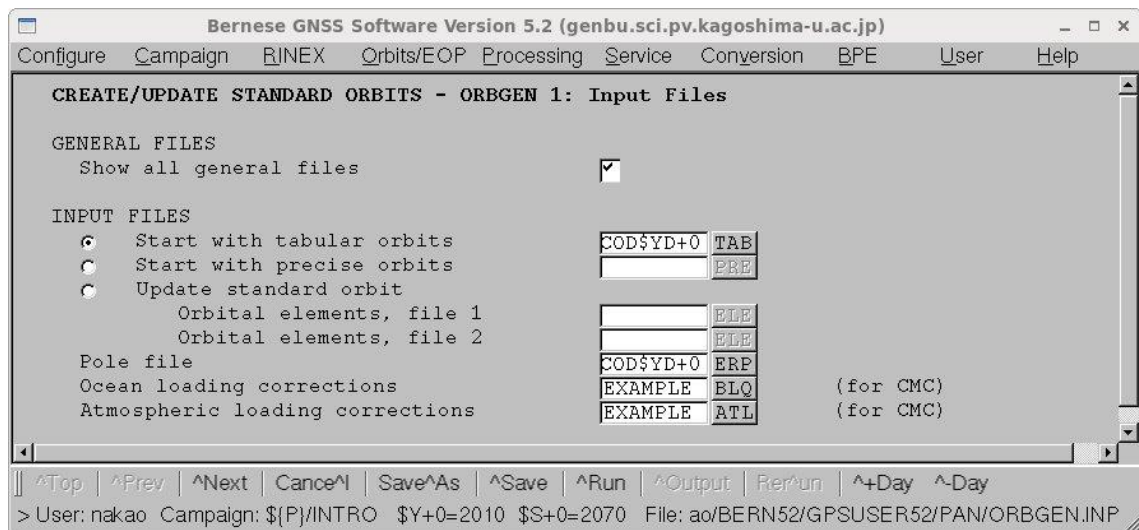 Bernese GNSS Software Version 5.2 (genbu.sci.pv.kagoshima-u.ac.jp)
Configure Campaign RINEX Orbits/EOP Processing Service Conversion BPE User Help
CREATE/UPDATE STANDARD ORBITS - ORBGEN 1: Input Files
GENERAL FILES
Show all general files
INPUT FILES
Start with tabular orbits COD$YD+0 TAB
Start with precise orbits PRE
Update standard orbit
Orbital elements, file 1 ELE
Orbital elements, file 2 ELE
Pole file COD$YD+0 ERP
Ocean loading corrections EXAMPLE BLQ (for CMC)
Atmospheric loading corrections EXAMPLE ATL (for CMC)
^Top | ^Prev | ^Next | Cance^l | Save^As | ^Save | ^Run | ^Output | Rer^un | ^+Day ^-Day
> User: nakao Campaign: ${P}/INTRO $Y+0=2010 $S+0=2070 File: ao/BERN52/GPSUSER52/PAN/ORBGEN.INP